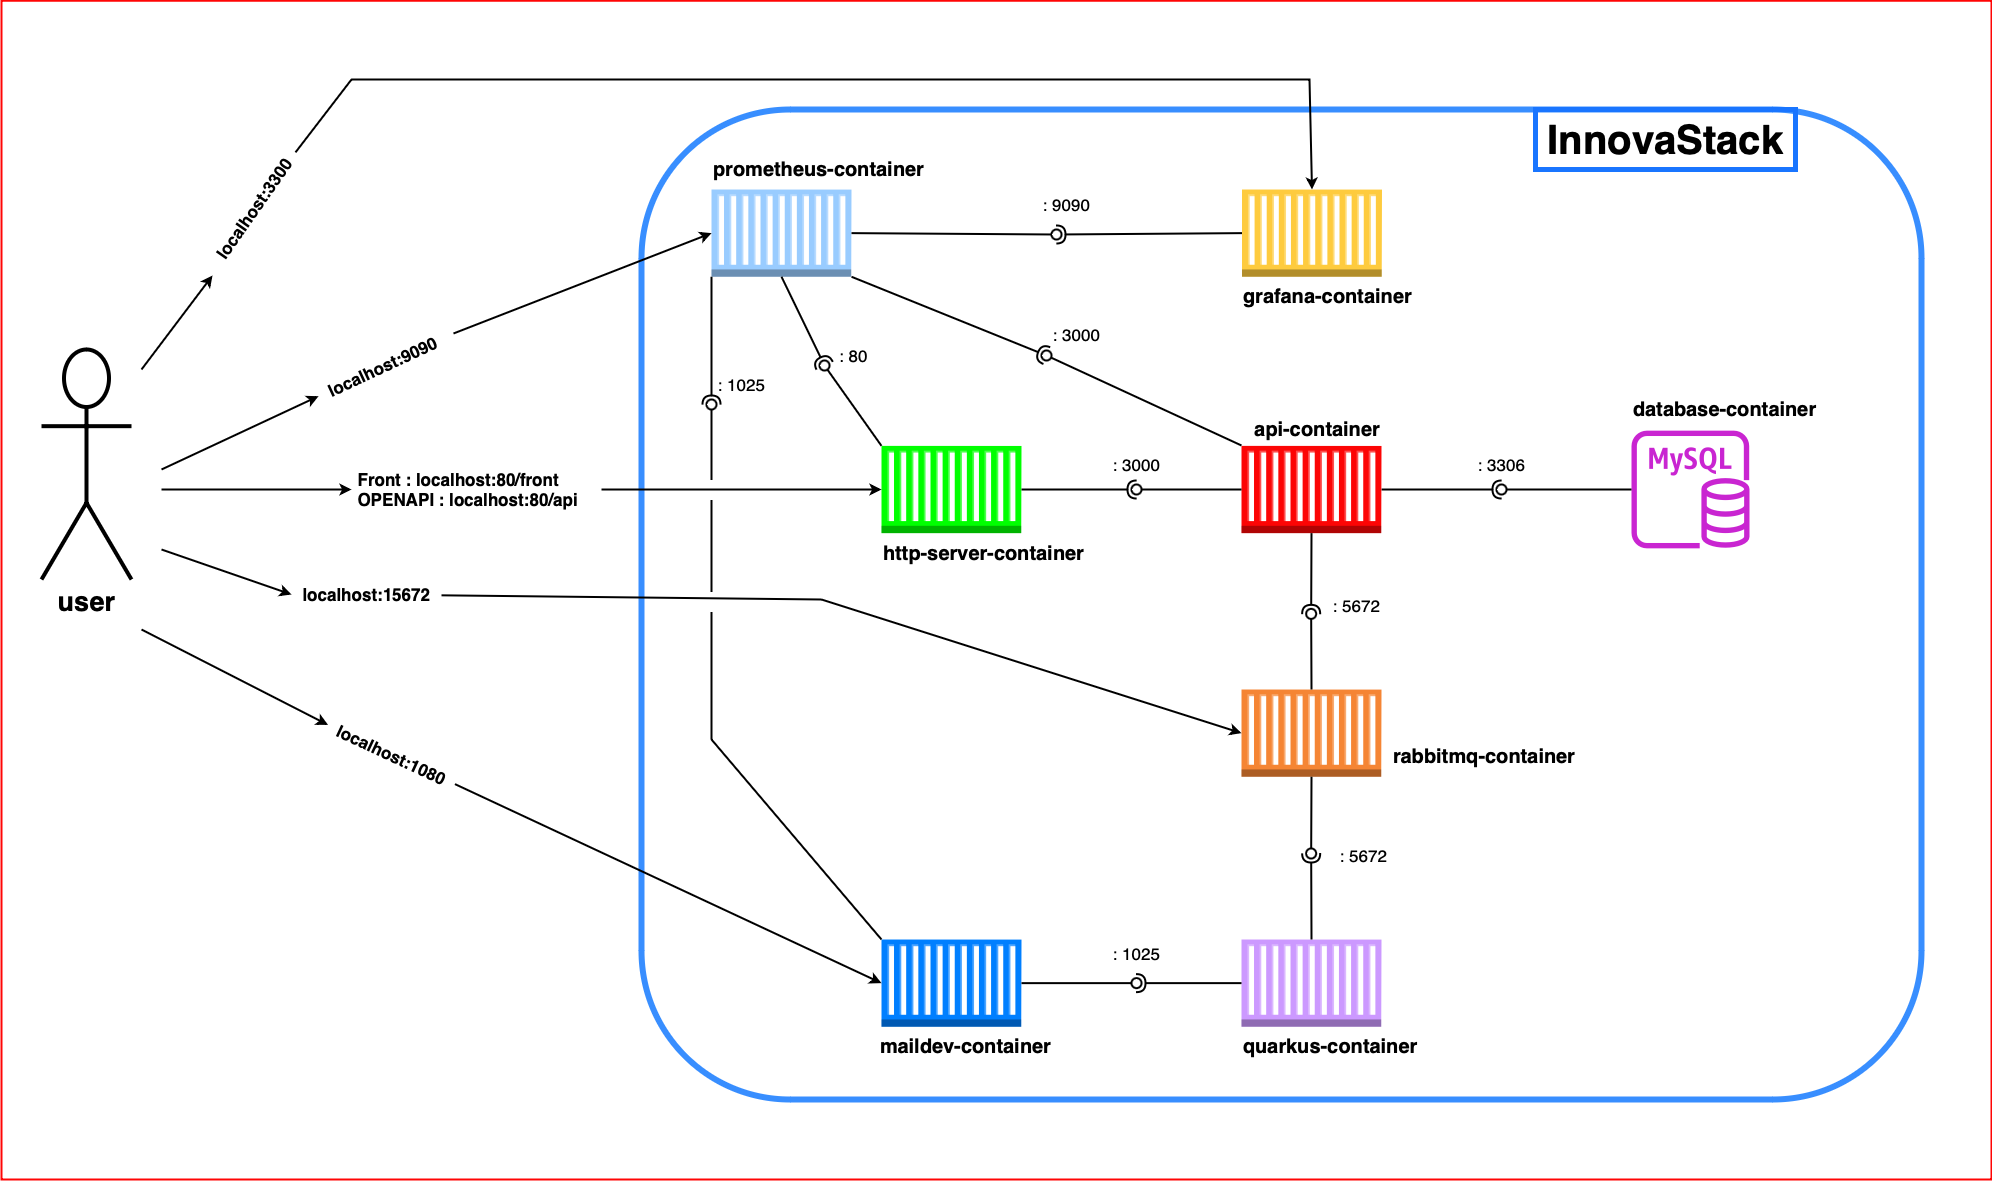 InnovaStack
prometheus-container
localhost:3300
: 9090
grafana-container
: 3000
localhost:9090
: 80
: 1025
database-container
MySQL
api-container
Front : localhost:80/front
OPENAPI : localhost:80/api
: 3000
: 3306
http-server-container
user
localhost:15672
: 5672
localhost:1080
rabbitmq-container
: 5672
: 1025
maildev-container
quarkus-container